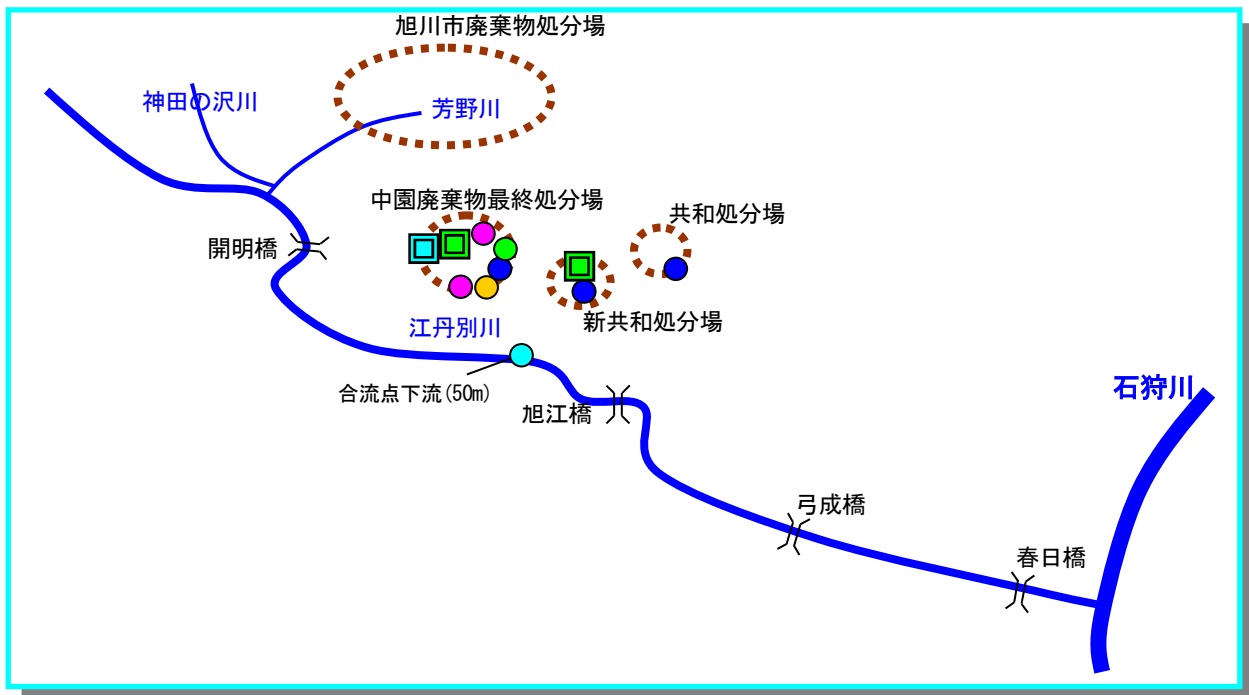 旭川市廃棄物処分場
神田の沢川
芳野川
中園廃棄物最終処分場
共和処分場
開明橋
新共和処分場
江丹別川
合流点下流(50m)
旭江橋
石狩川
弓成橋
春日橋